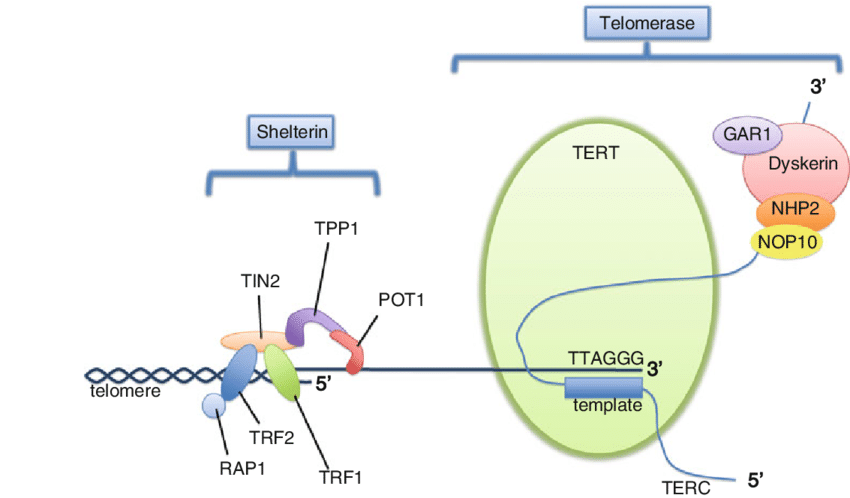 Telomerase
3’
Shelterin
GAR1
TERT
Dyskerin
NHP2
TPP1
NOP10
TIN2
POT1
TTAGGG
3’
5’
telomere
template
TRF2
RAP1
TRF1
5’
TERC